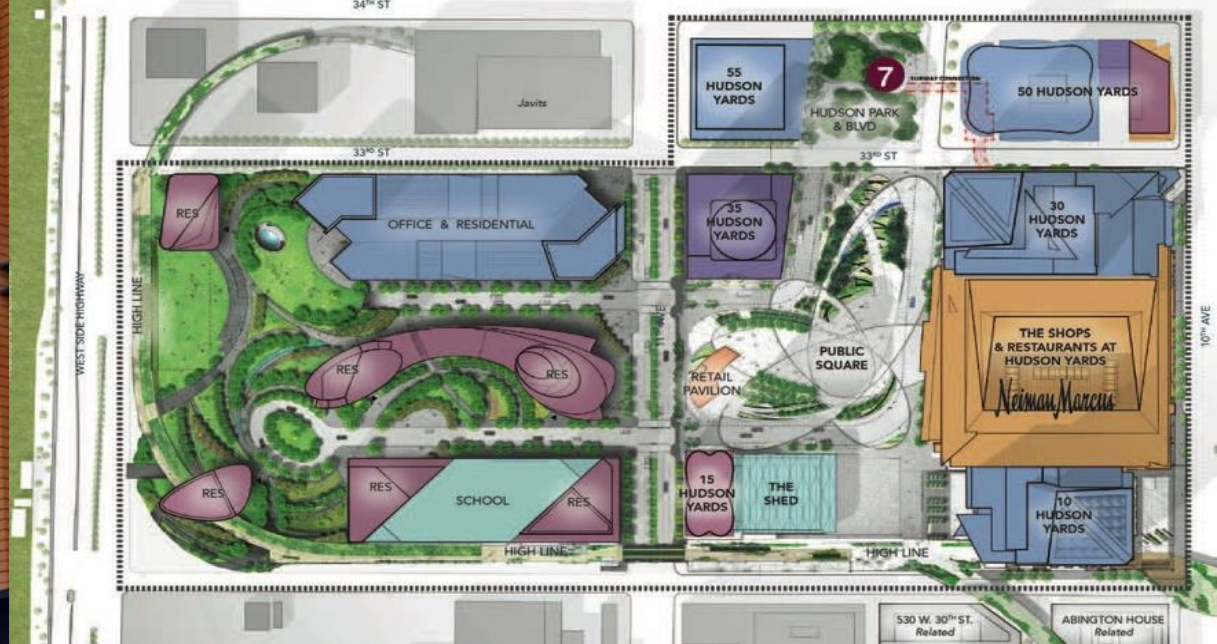 34TH ST
Javits
55
HUDSON
YARDS
7
SUBWAY CONNECTION
50 HUDSON YARDS
HUDSON PARK
& BLVD
33RD ST
33RD ST
RES
OFFICE & RESIDENTIAL
35
HUDSON
YARDS
30
HUDSON
YARDS
WEST SIDE HIGHWAY
HIGH LINE
11TH AVE
10TH AVE
THE SHOPS
& RESTAURANTS AT
HUDSON YARDS
Neiman Marcus
PUBLIC
SQUARE
RETAIL
PAVILION
RES
RES
RES
RES
SCHOOL
RES
15
HUDSON
YARDS
THE
SHED
10
HUDSON
YARDS
HIGH LINE
HIGH LINE
530 W. 30TH ST.
Related
ABINGTON HOUSE
Related